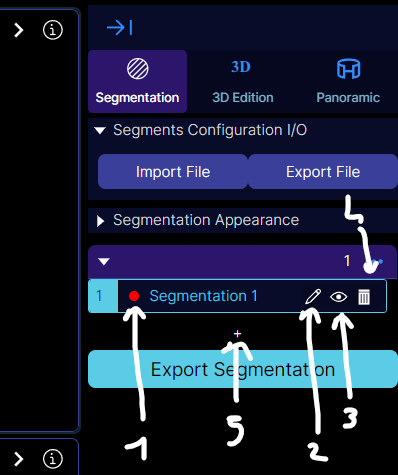 Segmentation
3D
3D Edition
Panoramic
Segments Configuration I/O
Import File
Export File
Segmentation Appearance
4
1
1
Segmentation 1
+
Export Segmentation
1
5
2
3